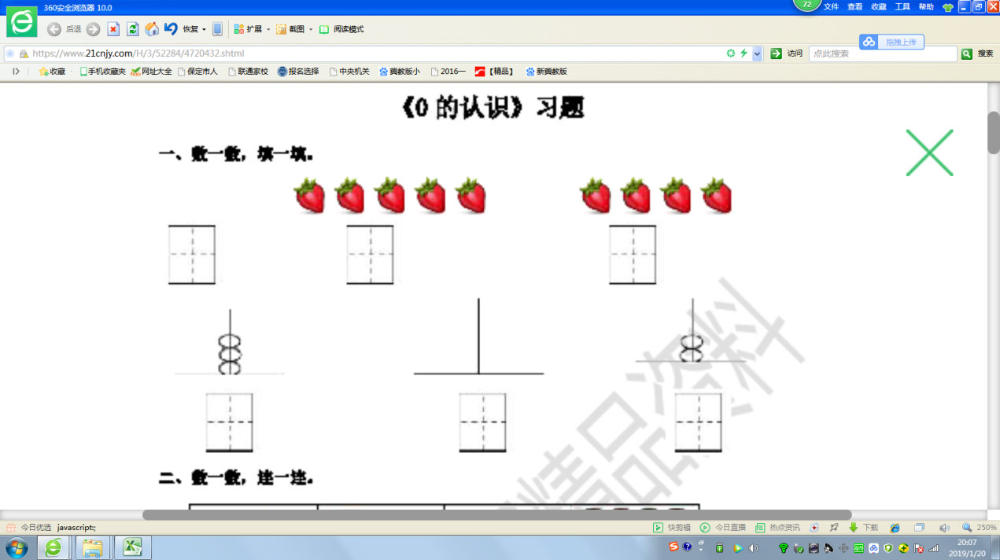 360安全浏览器 10.0
72
文件 查看 收藏 工具 帮助
后退 恢复 扩展 截图 阅读模式
拖拽上传
https://www.21cnjy.com/H/3/52284/4720432.shtml
访问 点此搜索 搜索
收藏 手机收藏夹 网址大全 保定市人 联通家校 报名选择 中央机关 冀教版小 2016一 【精品】 新冀教版
《0 的认识》习题
一、数一数，填一填。
精品资料
二、数一数，连一连。
今日优选 javascript:; 快剪辑 今日直播 热点资讯 下载 250%
20:07
2019/1/20